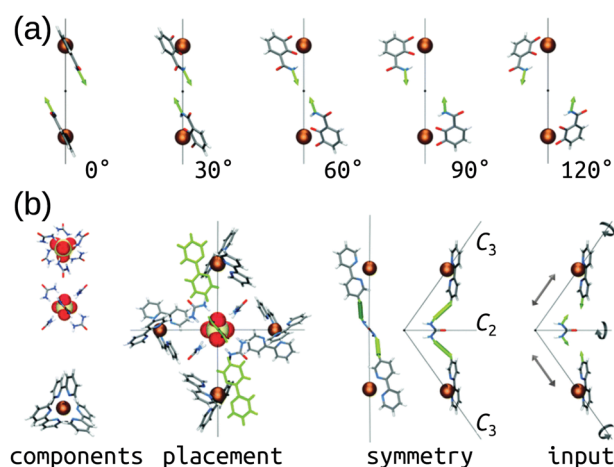 (a)
0° 30° 60° 90° 120°
(b)
C3
C2
C3
components placement symmetry input